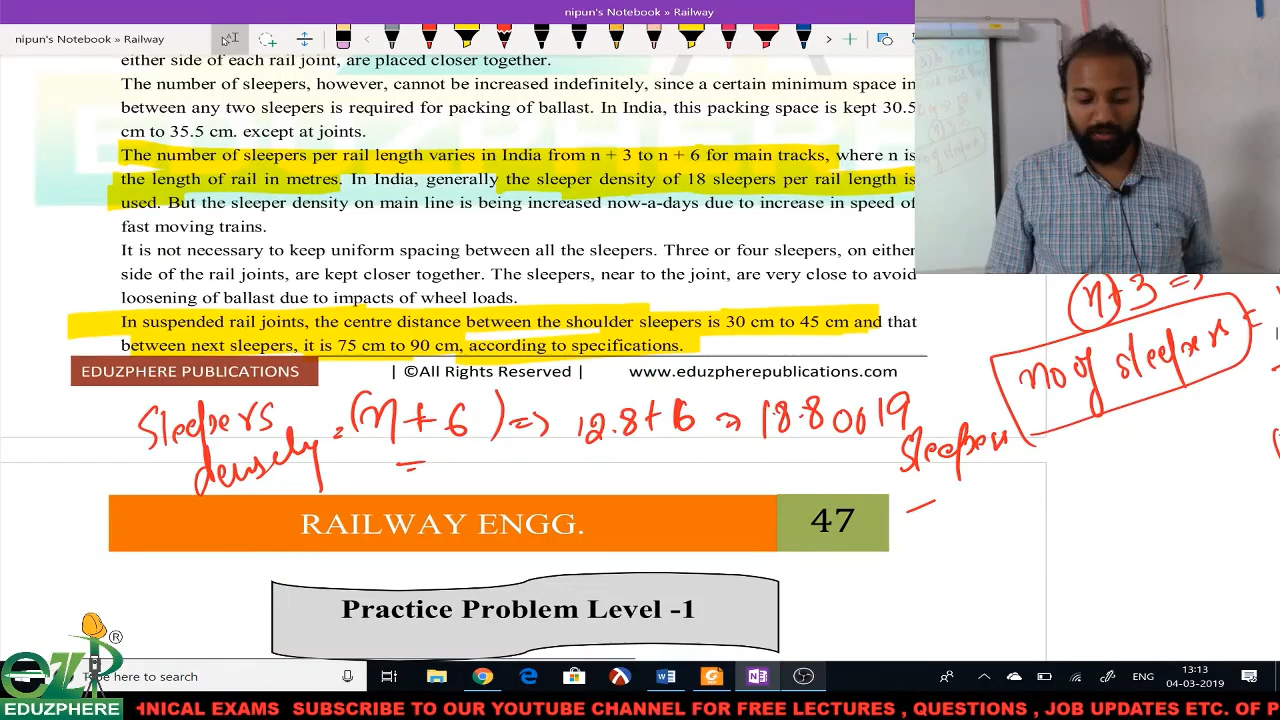 nipun's Notebook » Railway
nipun's Notebook » Railway
either side of each rail joint, are placed closer together.
The number of sleepers, however, cannot be increased indefinitely, since a certain minimum space in
between any two sleepers is required for packing of ballast. In India, this packing space is kept 30.5
cm to 35.5 cm. except at joints.
The number of sleepers per rail length varies in India from n + 3 to n + 6 for main tracks, where n is
the length of rail in metres. In India, generally the sleeper density of 18 sleepers per rail length is
used. But the sleeper density on main line is being increased now-a-days due to increase in speed of
fast moving trains.
It is not necessary to keep uniform spacing between all the sleepers. Three or four sleepers, on either
side of the rail joints, are kept closer together. The sleepers, near to the joint, are very close to avoid
loosening of ballast due to impacts of wheel loads.
In suspended rail joints, the centre distance between the shoulder sleepers is 30 cm to 45 cm and that
between next sleepers, it is 75 cm to 90 cm, according to specifications.
EDUZPHERE PUBLICATIONS | ©All Rights Reserved | www.eduzpherepublications.com
n+3 =>
no of sleepers =
Sleepers
density = (n + 6) => 12.8+6 => 18.80
19
sleepers
RAILWAY ENGG. 47
Practice Problem Level -1
here to search
ENG
13:13
04-03-2019
EZ ®
EDUZPHERE
HNICAL EXAMS SUBSCRIBE TO OUR YOUTUBE CHANNEL FOR FREE LECTURES , QUESTIONS , JOB UPDATES ETC. OF P